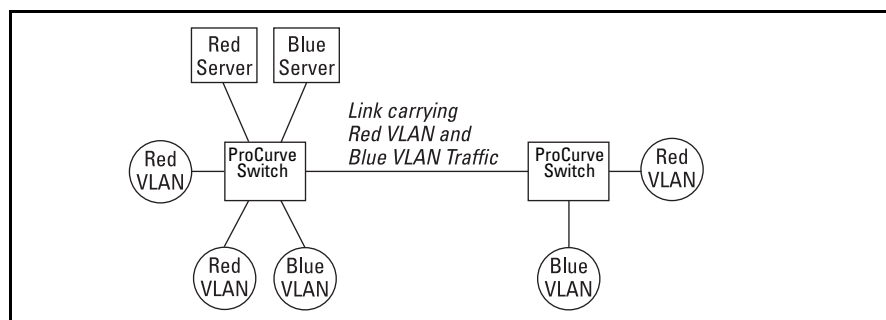 Red
Server
Blue
Server
Link carrying
Red VLAN and
Blue VLAN Traffic
Red
VLAN
ProCurve
Switch
ProCurve
Switch
Red
VLAN
Red
VLAN
Blue
VLAN
Blue
VLAN